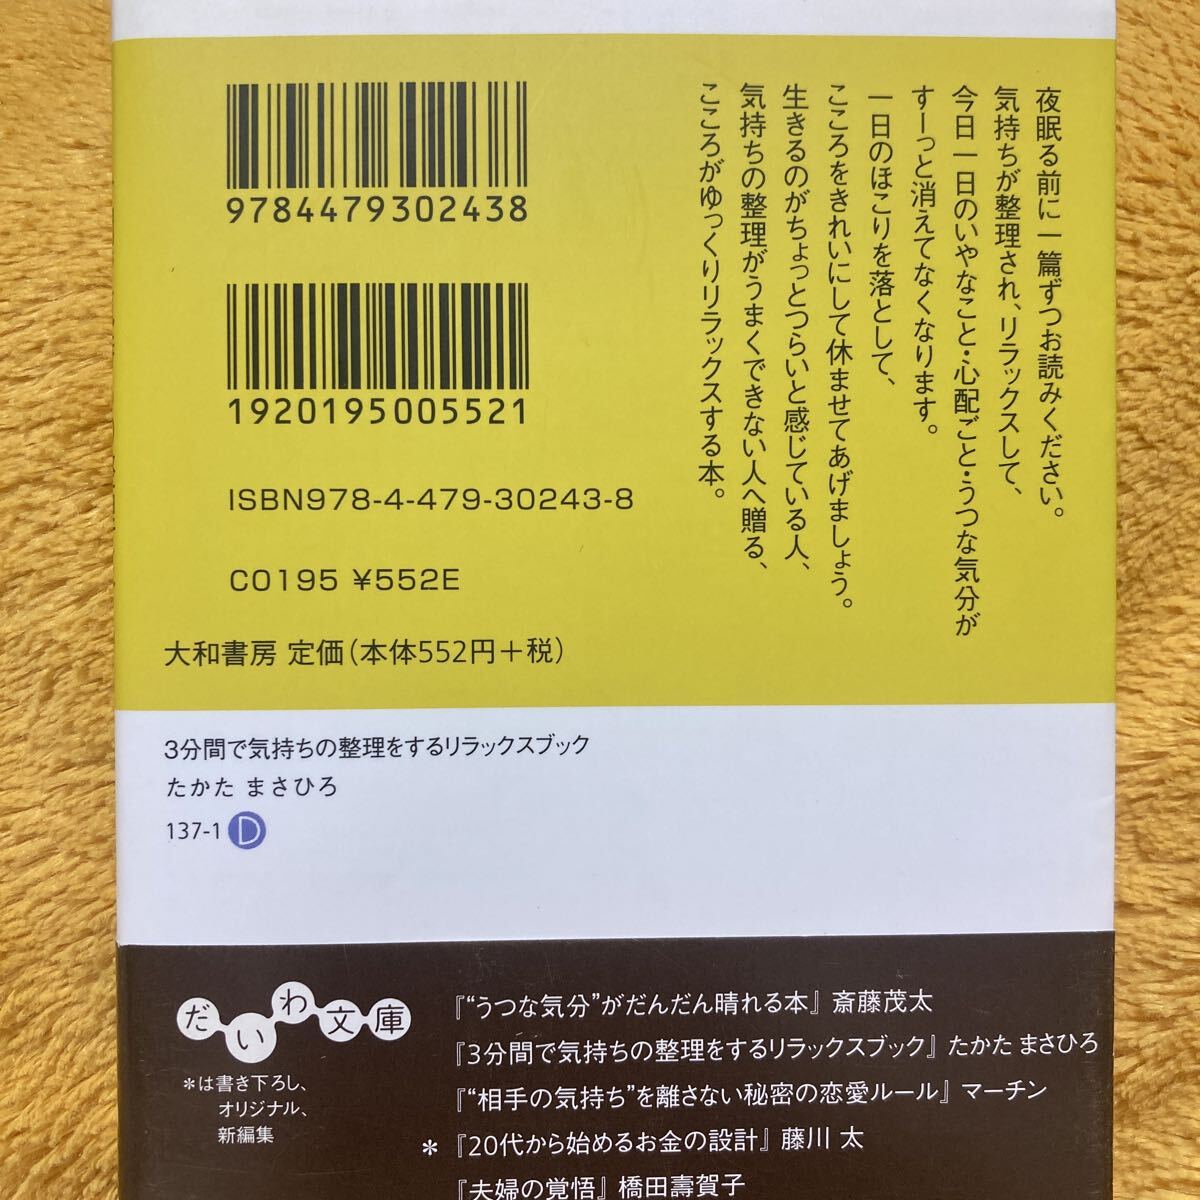 夜眠る前に一篇ずつお読みください。
気持ちが整理され、リラックスして、
今日一日のいやなこと・心配ごと・うつな気分が
すーっと消えてなくなります。
一日のほこりを落として、
こころをきれいにして休ませてあげましょう。
生きるのがちょっとつらいと感じている人、
気持ちの整理がうまくできない人へ贈る、
こころがゆっくりリラックスする本。
9784479302438
1920195005521
ISBN978-4-479-30243-8
C0195 ¥552E
大和書房 定価(本体552円+税)
3分間で気持ちの整理をするリラックスブック
たかた まさひろ
137-1 D
だいわ文庫
*は書き下ろし、
オリジナル、
新編集
『“うつな気分”がだんだん晴れる本』斎藤茂太
『3分間で気持ちの整理をするリラックスブック』たかた まさひろ
『“相手の気持ち”を離さない秘密の恋愛ルール』マーチン
*『20代から始めるお金の設計』藤川 太
『夫婦の覚悟』橋田壽賀子